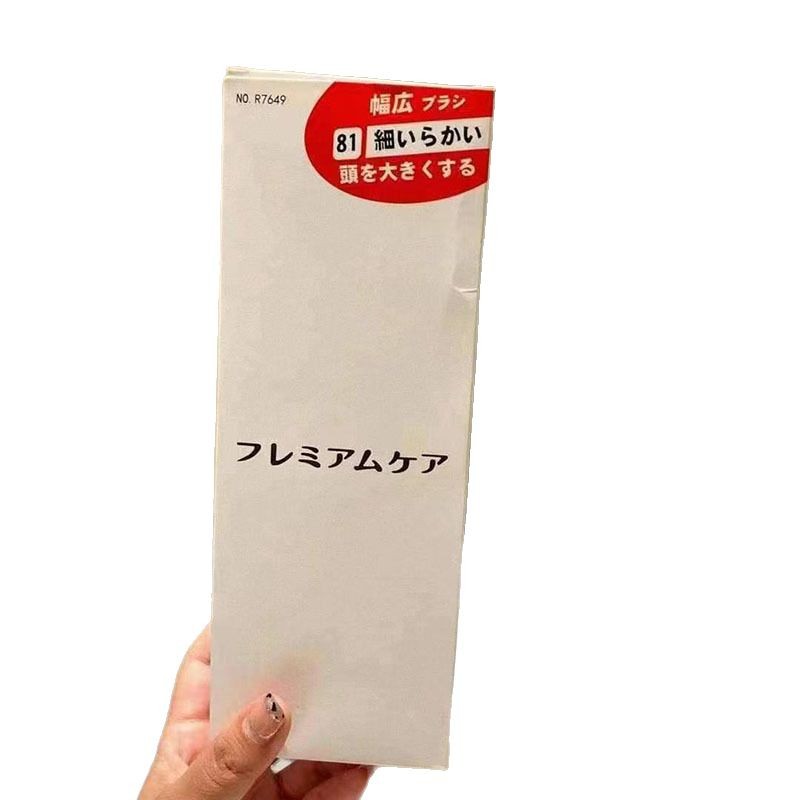 NO. R7649
幅広 ブラシ
81 細いらかい
頭を大きくする
フレミアムケア